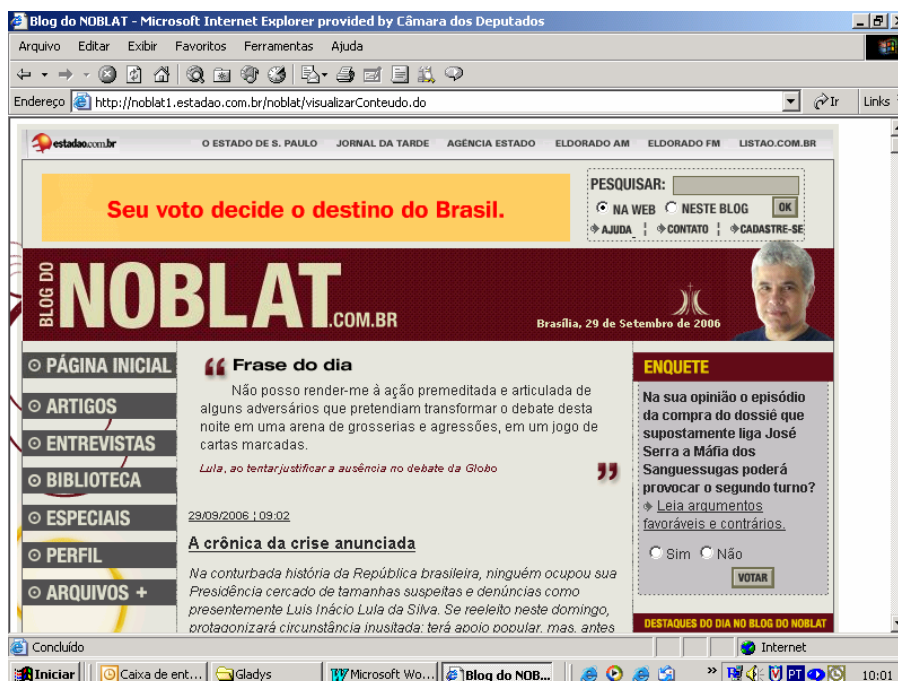 Blog do NOBLAT - Microsoft Internet Explorer provided by Câmara dos Deputados
Arquivo Editar Exibir Favoritos Ferramentas Ajuda
Endereço http://noblat1.estadao.com.br/noblat/visualizarConteudo.do Ir Links
estadao.com.br O ESTADO DE S. PAULO JORNAL DA TARDE AGÊNCIA ESTADO ELDORADO AM ELDORADO FM LISTAO.COM.BR
Seu voto decide o destino do Brasil.
PESQUISAR:
NA WEB NESTE BLOG OK
AJUDA CONTATO CADASTRE-SE
BLOG DO NOBLAT.COM.BR
Brasília, 29 de Setembro de 2006
PÁGINA INICIAL
ARTIGOS
ENTREVISTAS
BIBLIOTECA
ESPECIAIS
PERFIL
ARQUIVOS +
“ Frase do dia
Não posso render-me à ação premeditada e articulada de
alguns adversários que pretendiam transformar o debate desta
noite em uma arena de grosserias e agressões, em um jogo de
cartas marcadas.
Lula, ao tentar justificar a ausência no debate da Globo ”
29/09/2006 ¦ 09:02
A crônica da crise anunciada
Na conturbada história da República brasileira, ninguém ocupou sua
Presidência cercado de tamanhas suspeitas e denúncias como
presentemente Luis Inácio Lula da Silva. Se reeleito neste domingo,
protagonizará circunstância inusitada: terá apoio popular, mas, antes
ENQUETE
Na sua opinião o episódio
da compra do dossiê que
supostamente liga José
Serra a Máfia dos
Sanguessugas poderá
provocar o segundo turno?
Leia argumentos
favoráveis e contrários.
Sim Não
VOTAR
DESTAQUES DO DIA NO BLOG DO NOBLAT
Concluído Internet
Iniciar Caixa de ent... Gladys Microsoft Wo... Blog do NOB... » PT 10:01